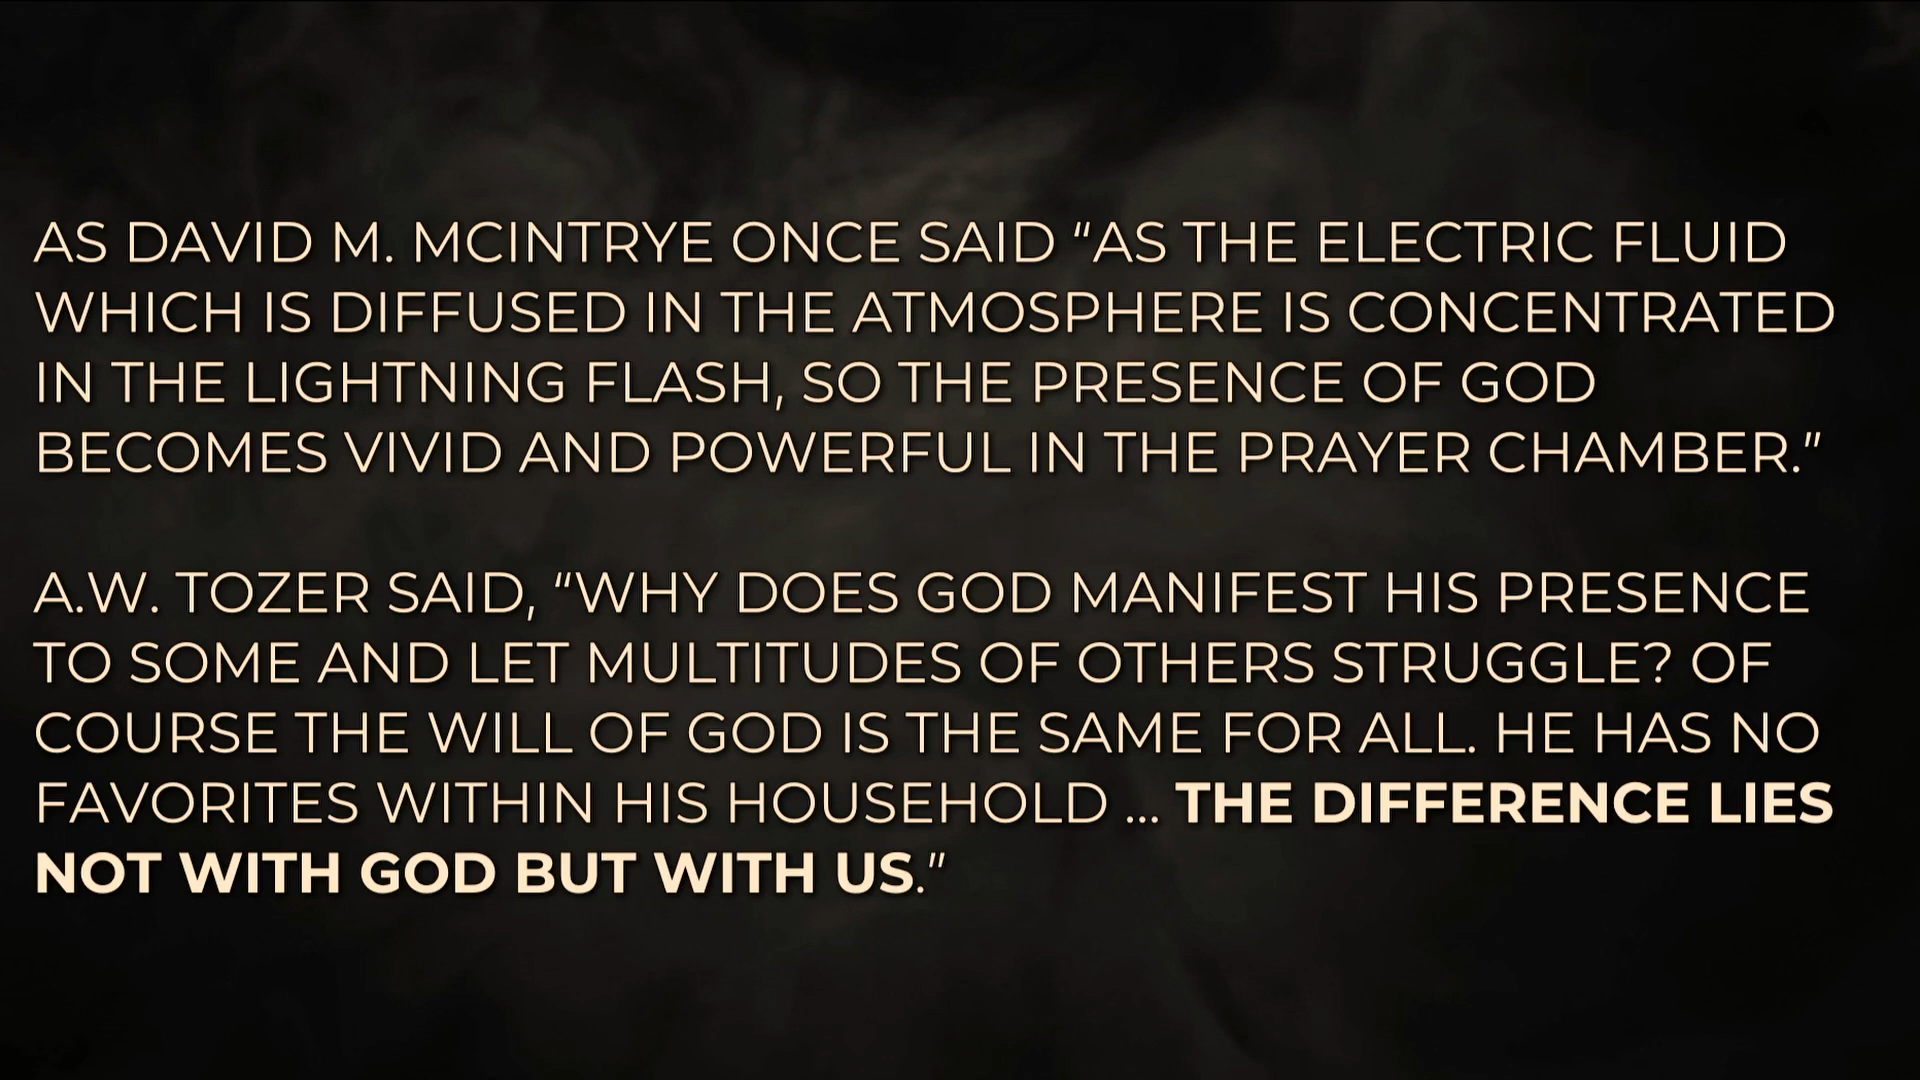 AS DAVID M. MCINTRYE ONCE SAID “AS THE ELECTRIC FLUID
WHICH IS DIFFUSED IN THE ATMOSPHERE IS CONCENTRATED
IN THE LIGHTNING FLASH, SO THE PRESENCE OF GOD
BECOMES VIVID AND POWERFUL IN THE PRAYER CHAMBER.”
A.W. TOZER SAID, “WHY DOES GOD MANIFEST HIS PRESENCE
TO SOME AND LET MULTITUDES OF OTHERS STRUGGLE? OF
COURSE THE WILL OF GOD IS THE SAME FOR ALL. HE HAS NO
FAVORITES WITHIN HIS HOUSEHOLD ... THE DIFFERENCE LIES
NOT WITH GOD BUT WITH US.”